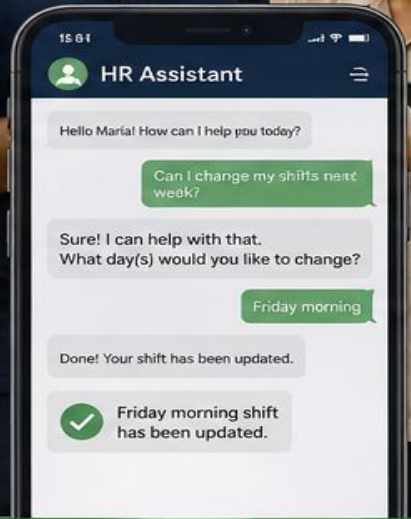 HR Assistant
Hello Maria! How can I help you today?
Can I change my shifts next
week?
Sure! I can help with that.
What day(s) would you like to change?
Friday morning
Done! Your shift has been updated.
Friday morning shift
has been updated.